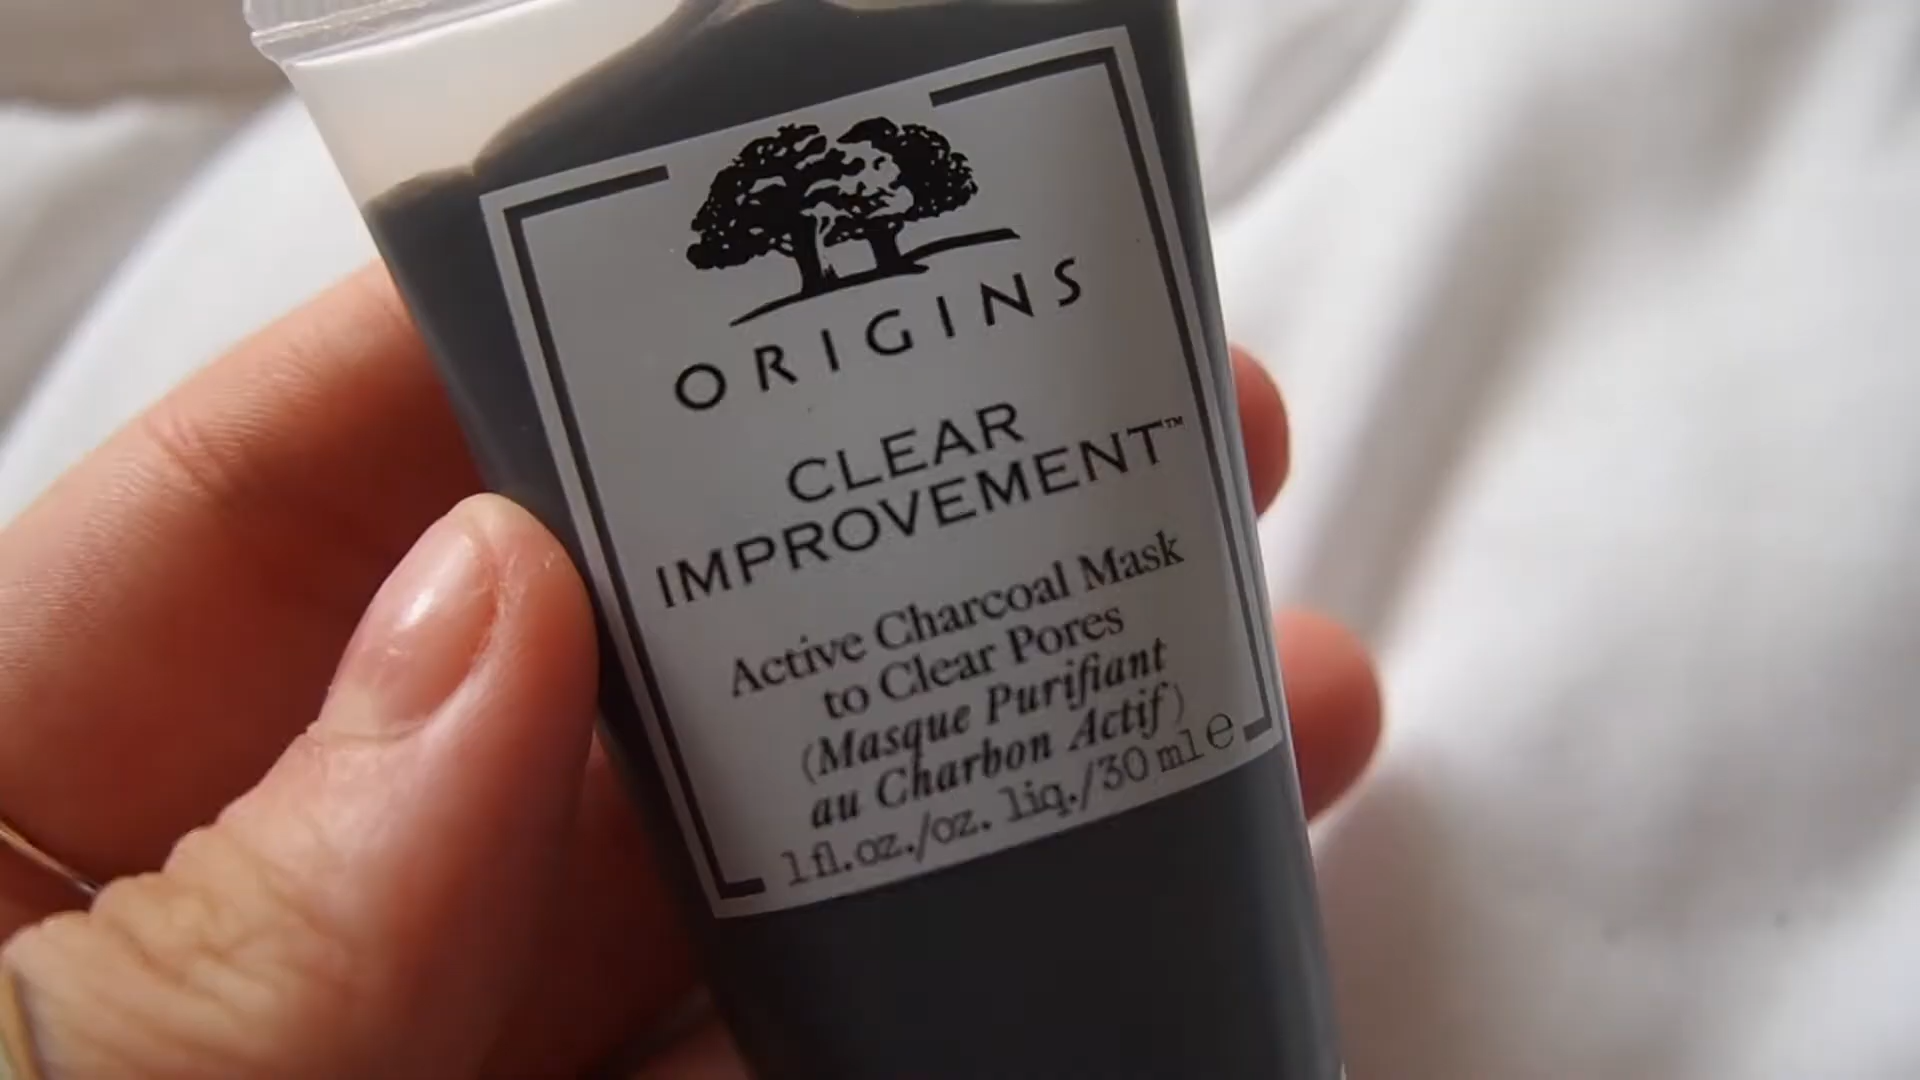 ORIGINS
CLEAR
IMPROVEMENT™
Active Charcoal Mask
to Clear Pores
(Masque Purifiant
au Charbon Actif)
1 fl.oz./oz. liq./30 ml ℮